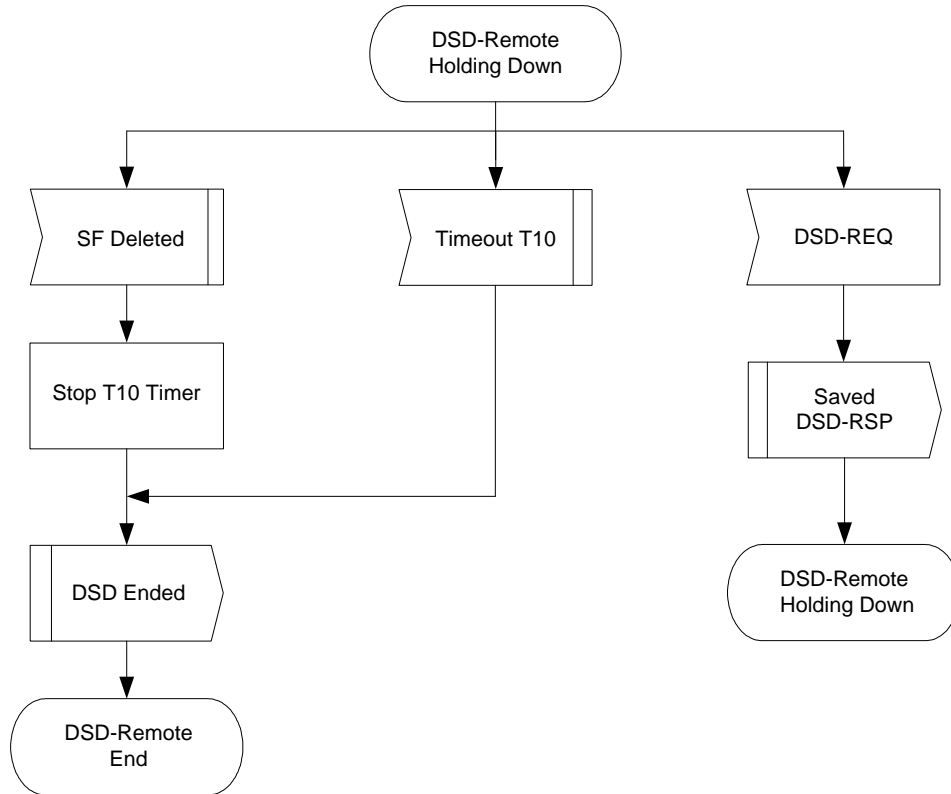 DSD-Remote
Holding Down
SF Deleted
Timeout T10
DSD-REQ
Stop T10 Timer
Saved
DSD-RSP
DSD Ended
DSD-Remote
Holding Down
DSD-Remote
End